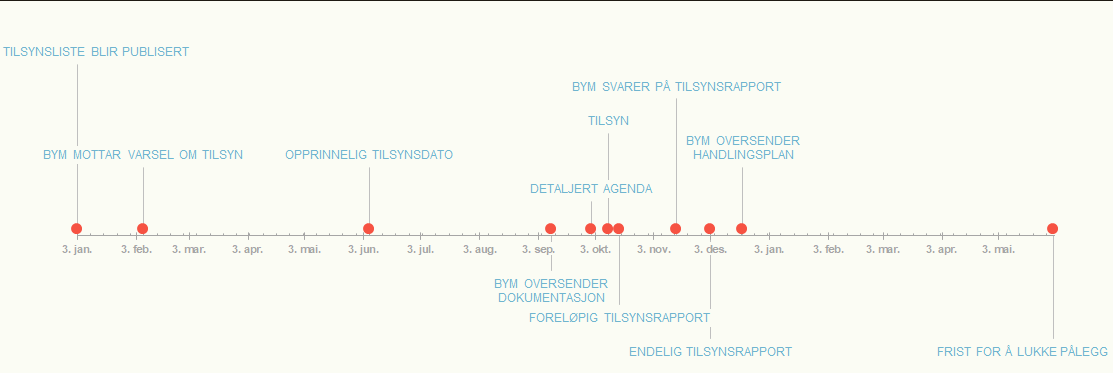 TILSYNSLISTE BLIR PUBLISERT
BYM SVARER PÅ TILSYNSRAPPORT
TILSYN
BYM MOTTAR VARSEL OM TILSYN
OPPRINNELIG TILSYNSDATO
BYM OVERSENDER
HANDLINGSPLAN
DETALJERT AGENDA
3. jan. 3. feb. 3. mar. 3. apr. 3. mai. 3. jun. 3. jul. 3. aug. 3. sep. 3. okt. 3. nov. 3. des. 3. jan. 3. feb. 3. mar. 3. apr. 3. mai.
BYM OVERSENDER
DOKUMENTASJON
FORELØPIG TILSYNSRAPPORT
ENDELIG TILSYNSRAPPORT
FRIST FOR Å LUKKE PÅLEGG